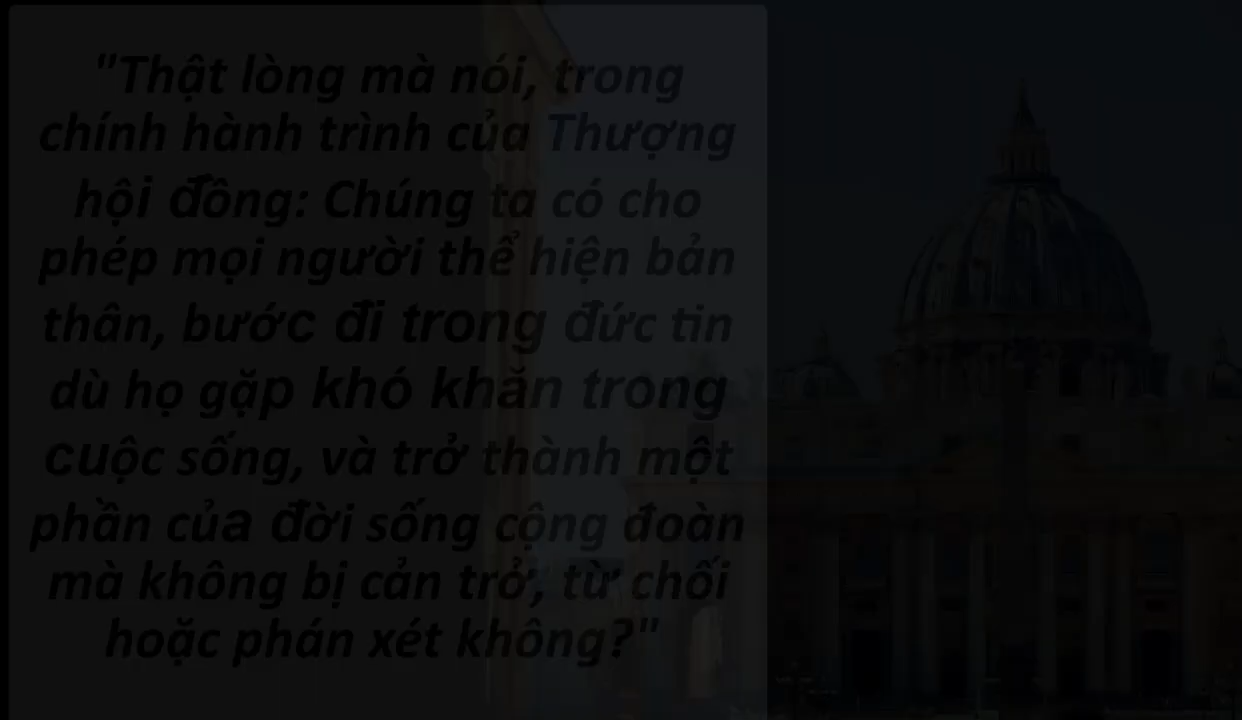 "Thật lòng mà nói, trong
chính hành trình của Thượng
hội đồng: Chúng ta có cho
phép mọi người thể hiện bản
thân, bước đi trong đức tin
dù họ gặp khó khăn trong
cuộc sống, và trở thành một
phần của đời sống cộng đoàn
mà không bị cản trở, từ chối
hoặc phán xét không?"